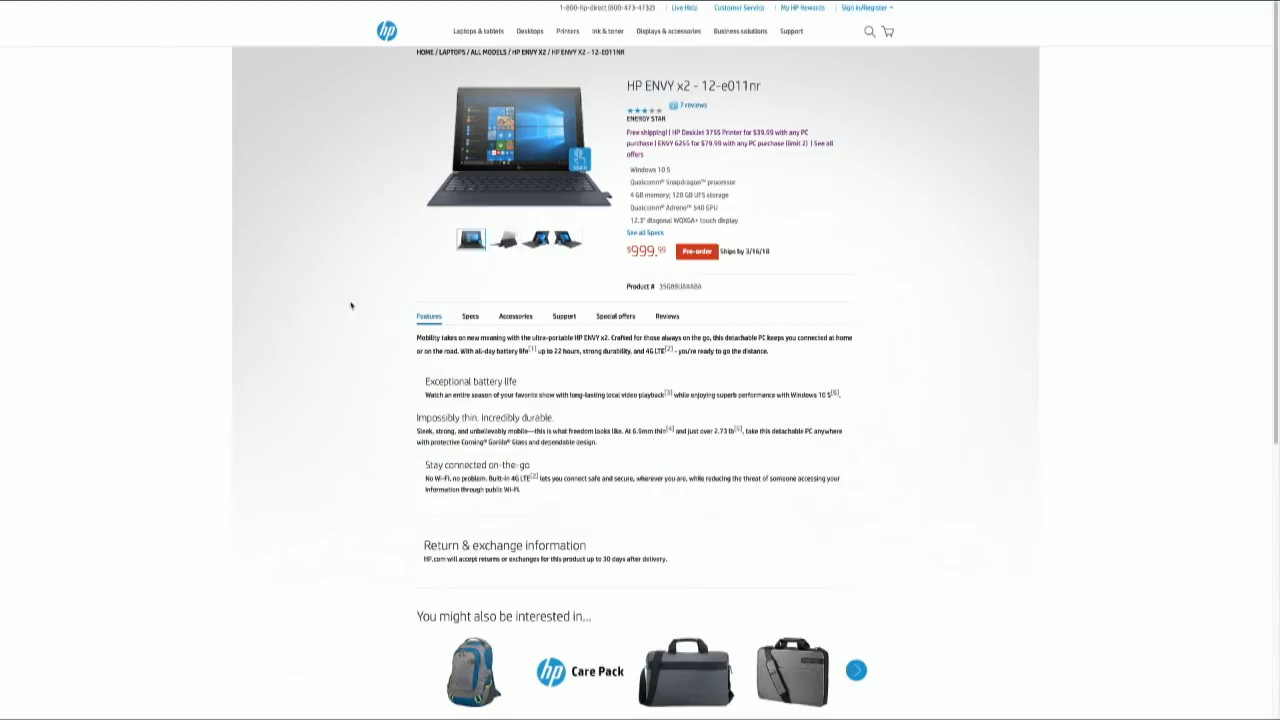 1-800-hp-direct (800-473-4732) | Live Help | Customer Service | My HP Rewards | Sign in/Register
hp Laptops & tablets Desktops Printers Ink & toner Displays & accessories Business solutions Support
HOME / LAPTOPS / ALL MODELS / HP ENVY X2 / HP ENVY X2 - 12-E011NR
HP ENVY x2 - 12-e011nr
7 reviews
ENERGY STAR
Free shipping! | HP DeskJet 3755 Printer for $39.99 with any PC
purchase | ENVY 6255 for $79.99 with any PC purchase (limit 2) | See all
offers
Windows 10 S
Qualcomm® Snapdragon™ processor
4 GB memory; 128 GB UFS storage
Qualcomm® Adreno™ 540 GPU
12.3" diagonal WQXGA+ touch display
See all Specs
$999.99 Pre-order Ships by 3/16/18
Product #
Features Specs Accessories Support Special offers Reviews
Mobility takes on new meaning with the ultra-portable HP ENVY x2. Crafted for those always on the go, this detachable PC keeps you connected at home
or on the road. With all-day battery life[1] up to 22 hours, strong durability, and 4G LTE[2] - you're ready to go the distance.
Exceptional battery life
Watch an entire season of your favorite show with long-lasting local video playback[3] while enjoying superb performance with Windows 10 S[6].
Impossibly thin. Incredibly durable.
Sleek, strong, and unbelievably mobile—this is what freedom looks like. At 6.9mm thin[4] and just over 2.73 lb[5], take this detachable PC anywhere
with protective Corning® Gorilla® Glass and dependable design.
Stay connected on-the-go
No Wi-Fi, no problem. Built-in 4G LTE[2] lets you connect safe and secure, wherever you are, while reducing the threat of someone accessing your
information through public Wi-Fi.
Return & exchange information
HP.com will accept returns or exchanges for this product up to 30 days after delivery.
You might also be interested in...
hp Care Pack